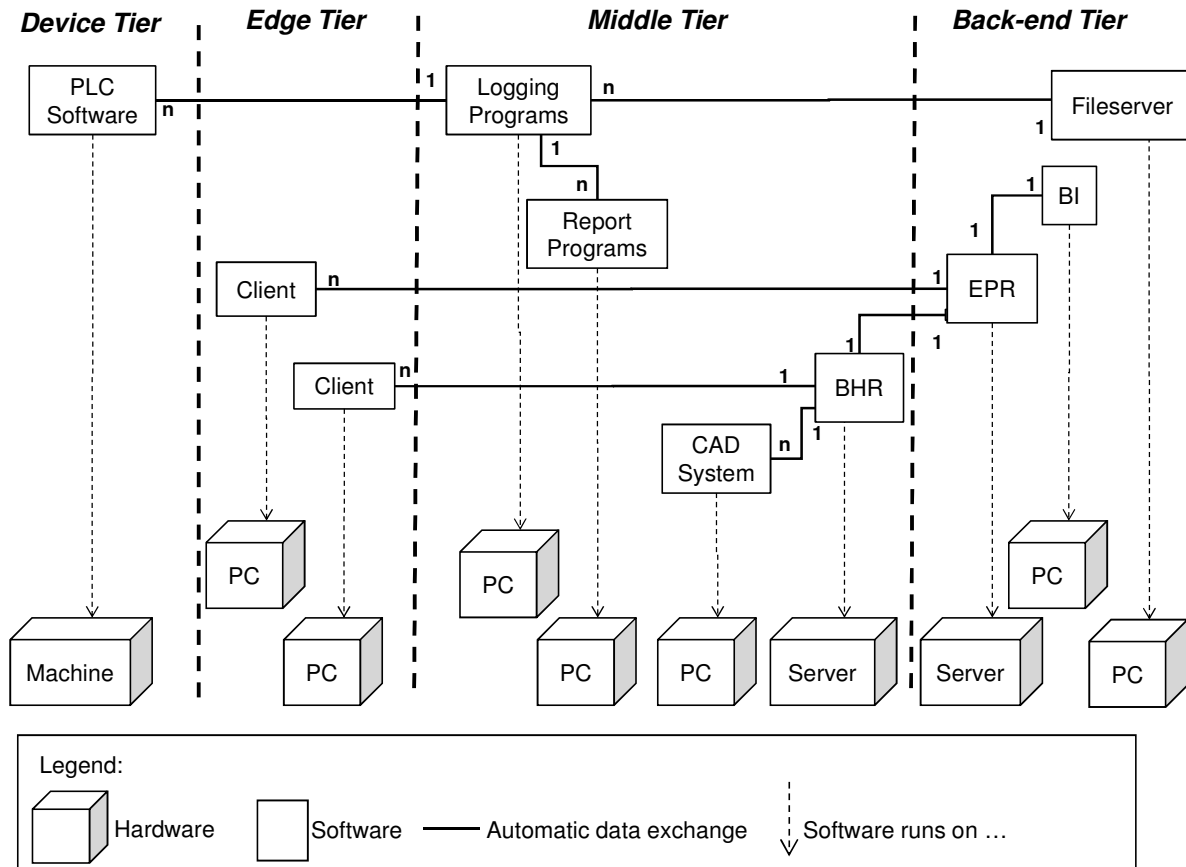 Device Tier
Edge Tier
Middle Tier
Back-end Tier
PLC
Software
n
1
Logging
Programs
n
1
Fileserver
1
n
Report
Programs
1
BI
1
Client
n
1
EPR
1
1
Client
n
1
BHR
1
n
CAD
System
PC
PC
PC
Machine
PC
PC
PC
Server
Server
PC
Legend:
Hardware
Software
Automatic data exchange
Software runs on …